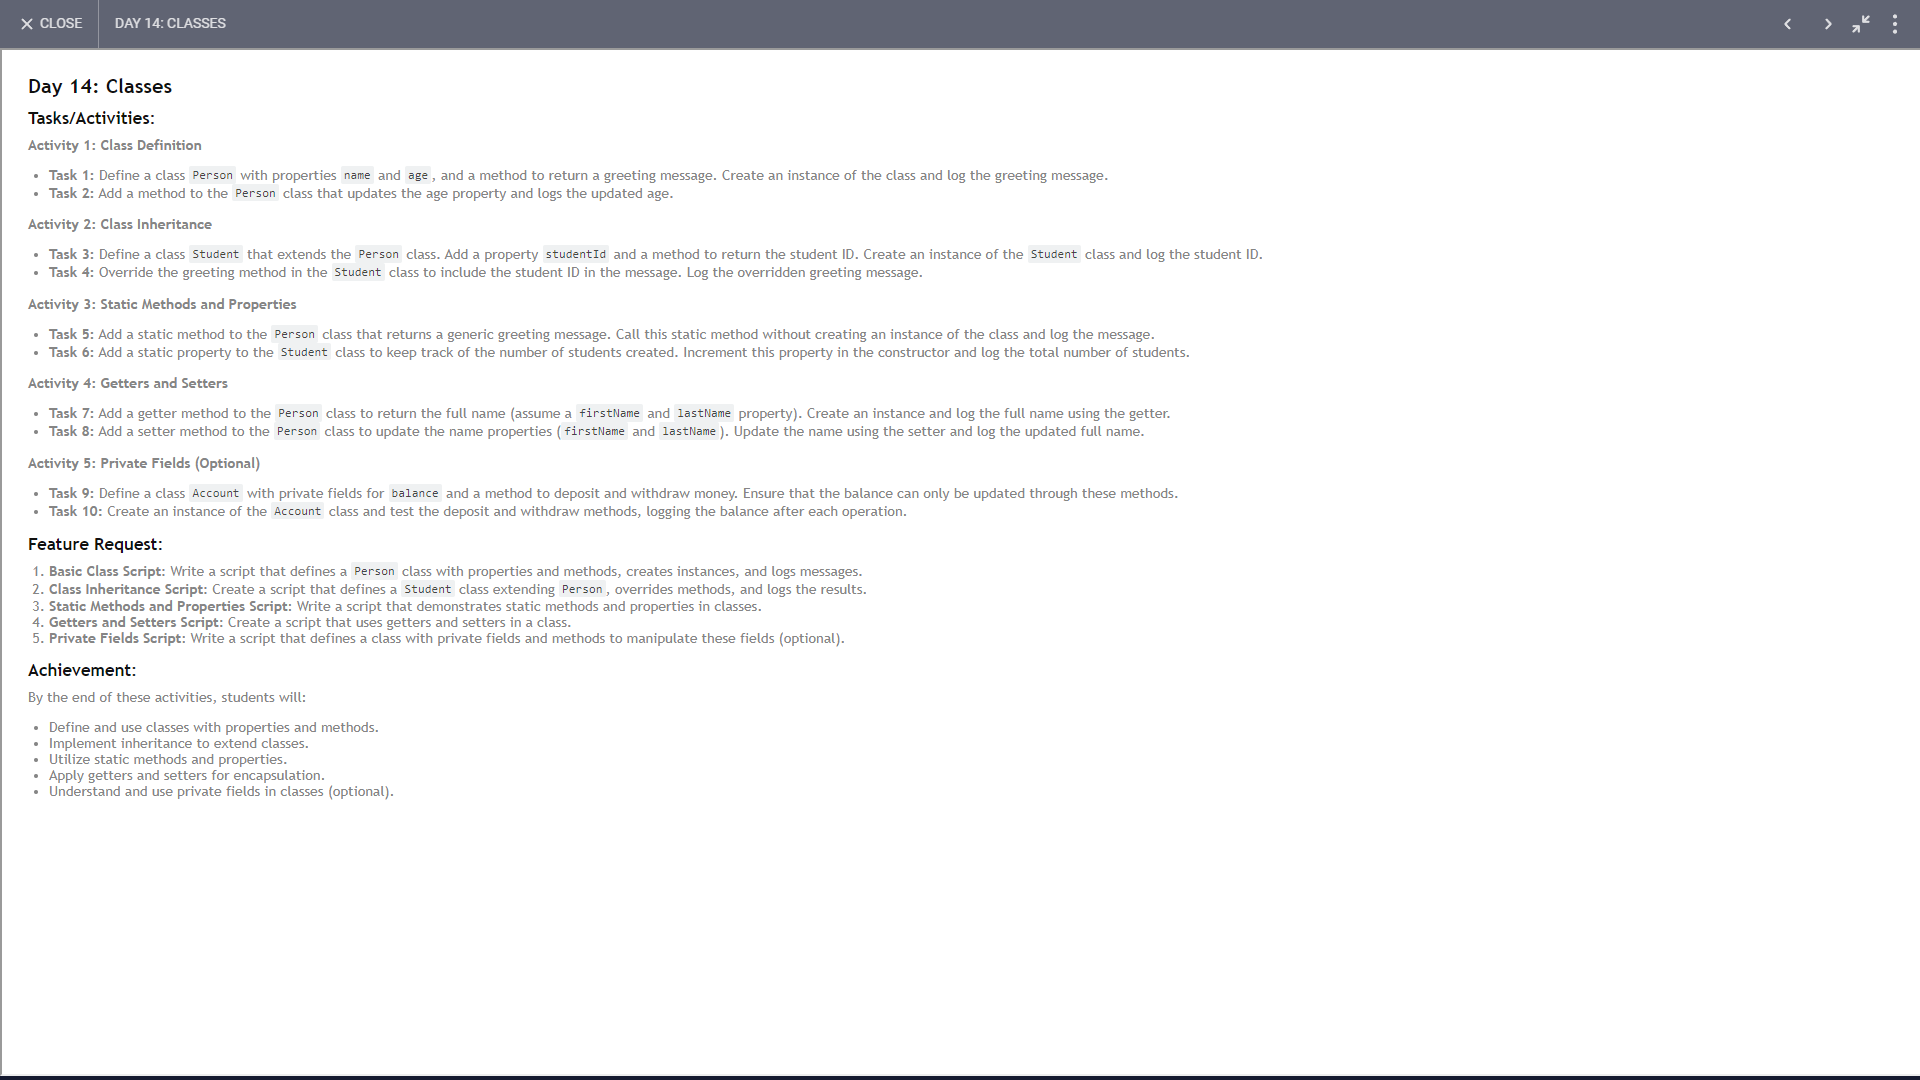 CLOSE
DAY 14: CLASSES
Day 14: Classes
Tasks/Activities:
Activity 1: Class Definition
• Task 1: Define a class Person with properties name and age, and a method to return a greeting message. Create an instance of the class and log the greeting message.
• Task 2: Add a method to the Person class that updates the age property and logs the updated age.
Activity 2: Class Inheritance
• Task 3: Define a class Student that extends the Person class. Add a property studentId and a method to return the student ID. Create an instance of the Student class and log the student ID.
• Task 4: Override the greeting method in the Student class to include the student ID in the message. Log the overridden greeting message.
Activity 3: Static Methods and Properties
• Task 5: Add a static method to the Person class that returns a generic greeting message. Call this static method without creating an instance of the class and log the message.
• Task 6: Add a static property to the Student class to keep track of the number of students created. Increment this property in the constructor and log the total number of students.
Activity 4: Getters and Setters
• Task 7: Add a getter method to the Person class to return the full name (assume a firstName and lastName property). Create an instance and log the full name using the getter.
• Task 8: Add a setter method to the Person class to update the name properties (firstName and lastName). Update the name using the setter and log the updated full name.
Activity 5: Private Fields (Optional)
• Task 9: Define a class Account with private fields for balance and a method to deposit and withdraw money. Ensure that the balance can only be updated through these methods.
• Task 10: Create an instance of the Account class and test the deposit and withdraw methods, logging the balance after each operation.
Feature Request:
1. Basic Class Script: Write a script that defines a Person class with properties and methods, creates instances, and logs messages.
2. Class Inheritance Script: Create a script that defines a Student class extending Person, overrides methods, and logs the results.
3. Static Methods and Properties Script: Write a script that demonstrates static methods and properties in classes.
4. Getters and Setters Script: Create a script that uses getters and setters in a class.
5. Private Fields Script: Write a script that defines a class with private fields and methods to manipulate these fields (optional).
Achievement:
By the end of these activities, students will:
• Define and use classes with properties and methods.
• Implement inheritance to extend classes.
• Utilize static methods and properties.
• Apply getters and setters for encapsulation.
• Understand and use private fields in classes (optional).